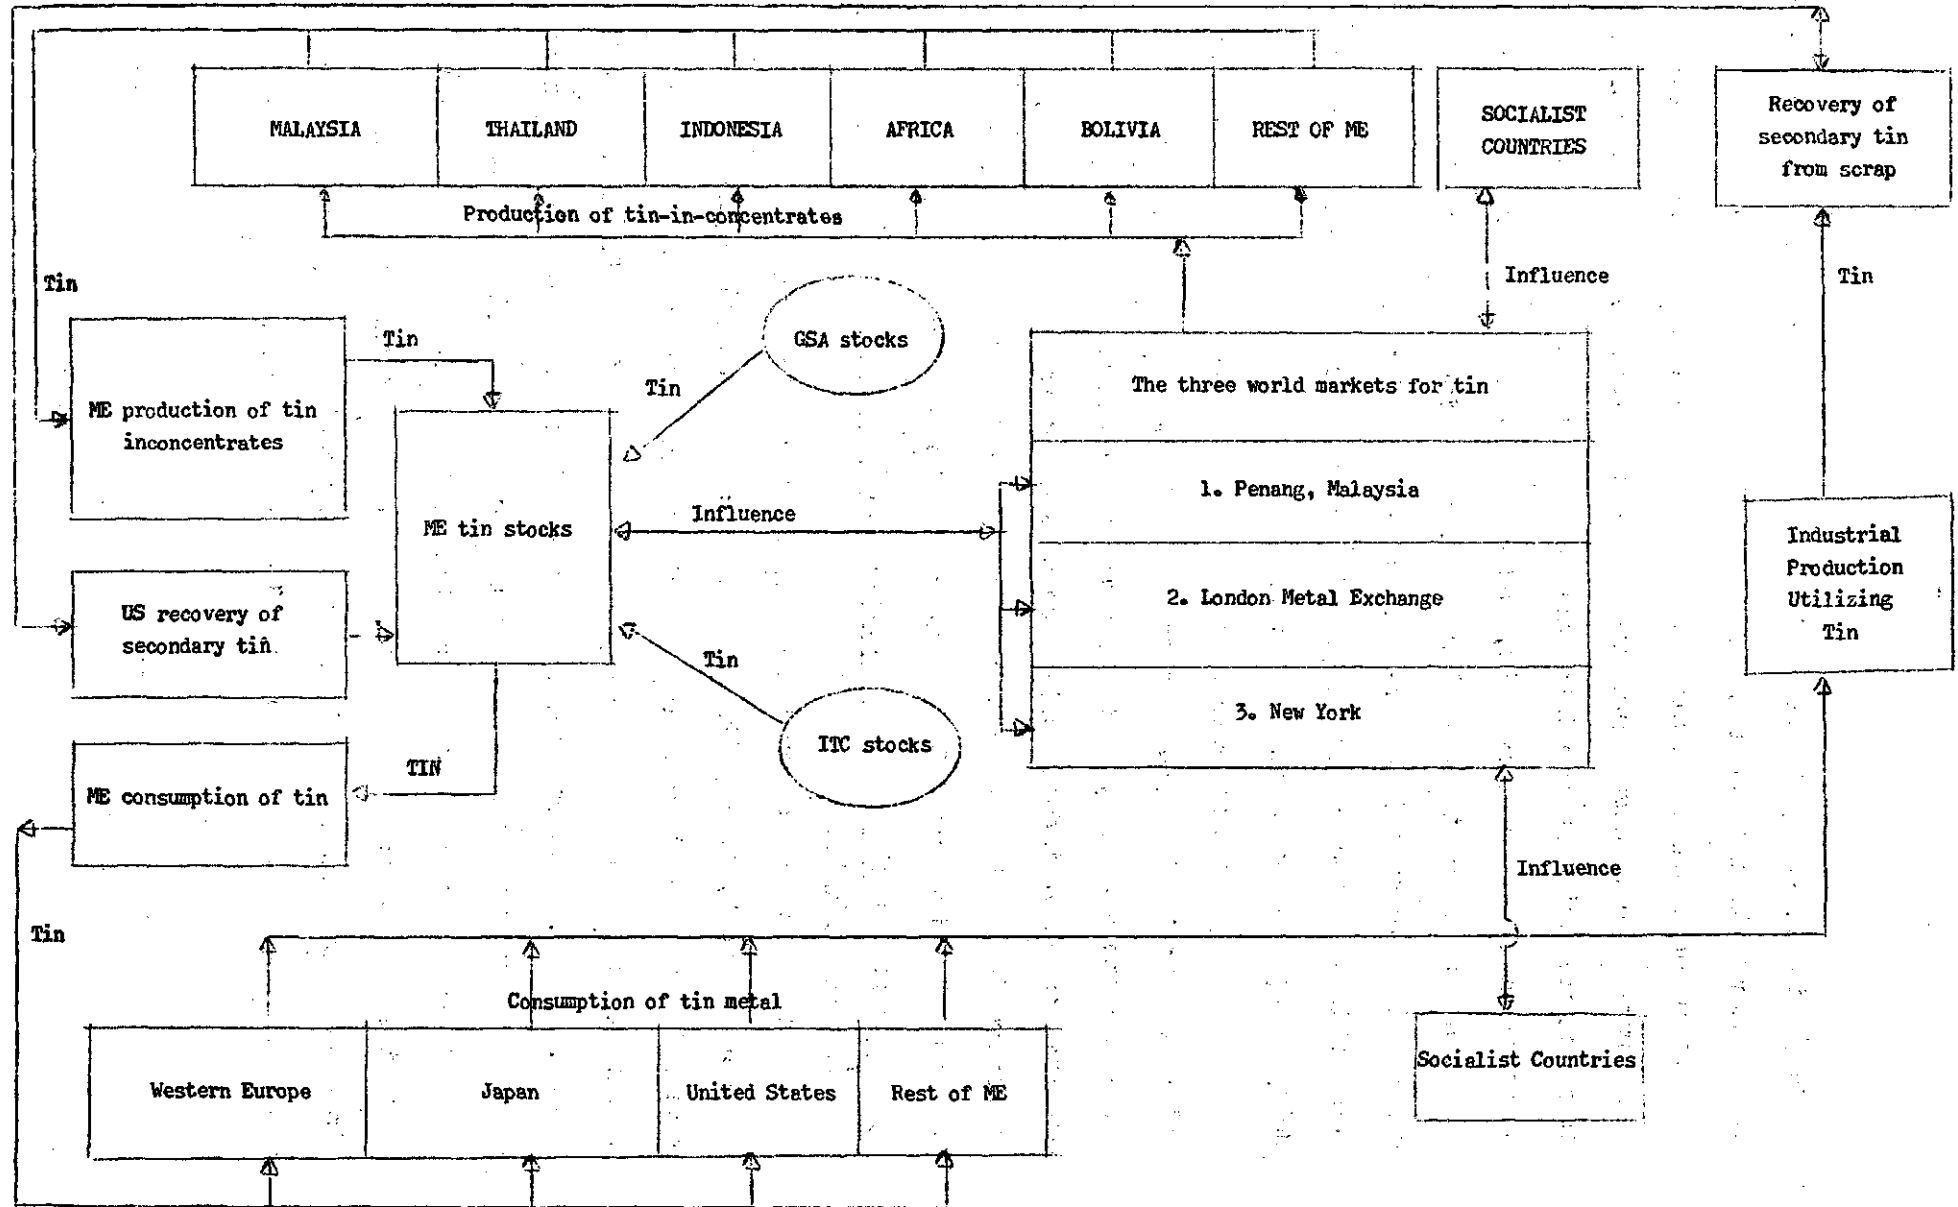 MALAYSIA
THAILAND
INDONESIA
AFRICA
BOLIVIA
REST OF ME
SOCIALIST
COUNTRIES
Recovery of
secondary tin
from scrap
Production of tin-in-concentrates
Tin
Influence
Tin
GSA stocks
Tin
Tin
ME production of tin
inconcentrates
The three world markets for tin
1. Penang, Malaysia
2. London Metal Exchange
3. New York
ME tin stocks
Influence
Industrial
Production
Utilizing
Tin
US recovery of
secondary tin
Tin
ITC stocks
TIN
ME consumption of tin
Influence
Tin
Consumption of tin metal
Western Europe
Japan
United States
Rest of ME
Socialist Countries